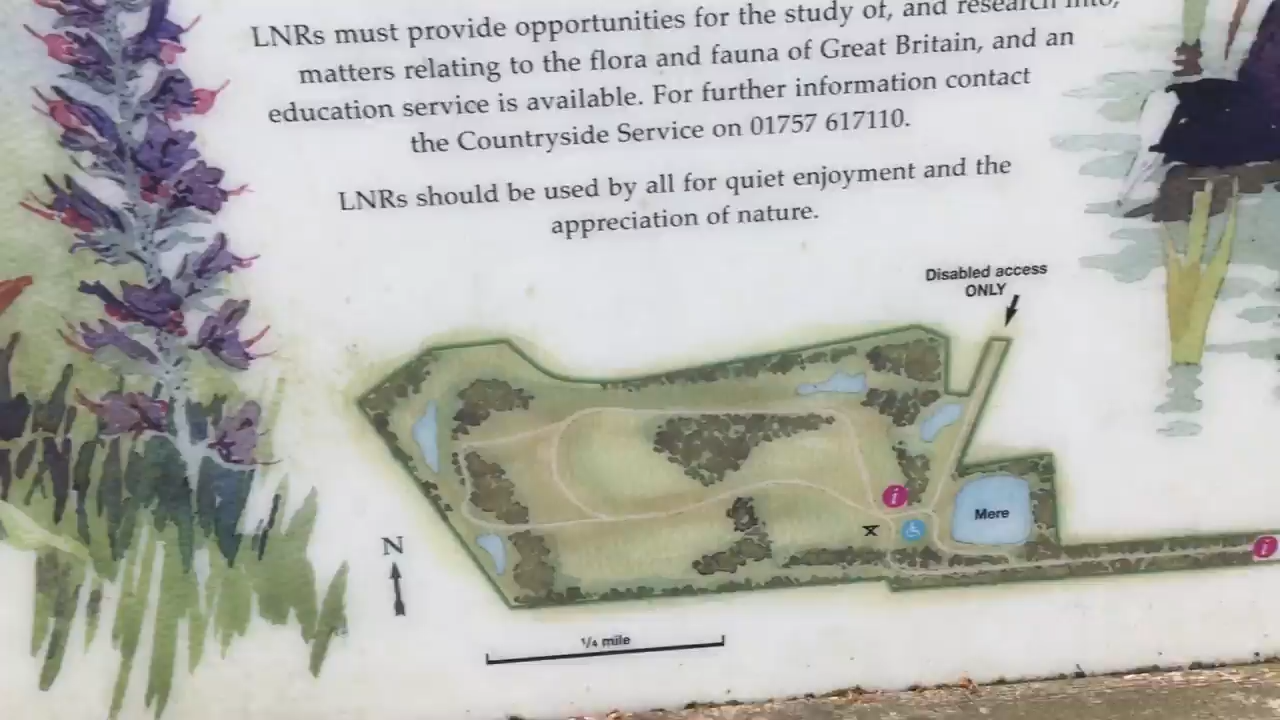 LNRs must provide opportunities for the study of, and research into,
matters relating to the flora and fauna of Great Britain, and an
education service is available. For further information contact
the Countryside Service on 01757 617110.
LNRs should be used by all for quiet enjoyment and the
appreciation of nature.
Disabled access
ONLY
i
Mere
i
N
1/4 mile